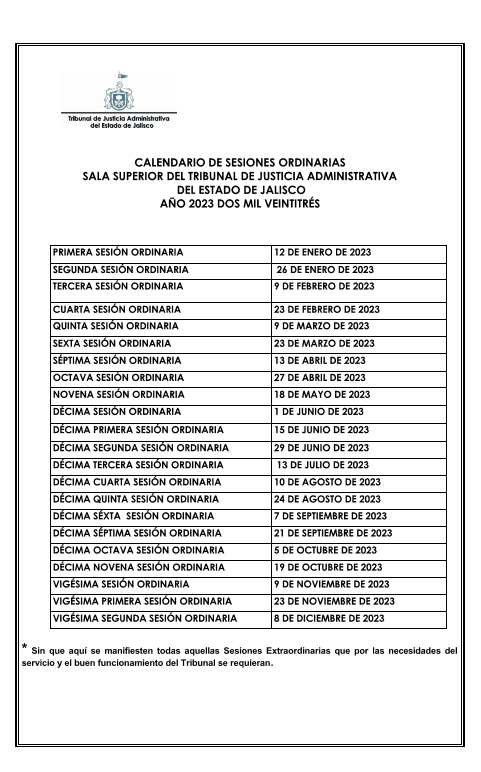 Tribunal de Justicia Administrativa
del Estado de Jalisco
CALENDARIO DE SESIONES ORDINARIAS
SALA SUPERIOR DEL TRIBUNAL DE JUSTICIA ADMINISTRATIVA
DEL ESTADO DE JALISCO
AÑO 2023 DOS MIL VEINTITRÉS
PRIMERA SESIÓN ORDINARIA 12 DE ENERO DE 2023
SEGUNDA SESIÓN ORDINARIA 26 DE ENERO DE 2023
TERCERA SESIÓN ORDINARIA 9 DE FEBRERO DE 2023
CUARTA SESIÓN ORDINARIA 23 DE FEBRERO DE 2023
QUINTA SESIÓN ORDINARIA 9 DE MARZO DE 2023
SEXTA SESIÓN ORDINARIA 23 DE MARZO DE 2023
SÉPTIMA SESIÓN ORDINARIA 13 DE ABRIL DE 2023
OCTAVA SESIÓN ORDINARIA 27 DE ABRIL DE 2023
NOVENA SESIÓN ORDINARIA 18 DE MAYO DE 2023
DÉCIMA SESIÓN ORDINARIA 1 DE JUNIO DE 2023
DÉCIMA PRIMERA SESIÓN ORDINARIA 15 DE JUNIO DE 2023
DÉCIMA SEGUNDA SESIÓN ORDINARIA 29 DE JUNIO DE 2023
DÉCIMA TERCERA SESIÓN ORDINARIA 13 DE JULIO DE 2023
DÉCIMA CUARTA SESIÓN ORDINARIA 10 DE AGOSTO DE 2023
DÉCIMA QUINTA SESIÓN ORDINARIA 24 DE AGOSTO DE 2023
DÉCIMA SÉXTA SESIÓN ORDINARIA 7 DE SEPTIEMBRE DE 2023
DÉCIMA SÉPTIMA SESIÓN ORDINARIA 21 DE SEPTIEMBRE DE 2023
DÉCIMA OCTAVA SESIÓN ORDINARIA 5 DE OCTUBRE DE 2023
DÉCIMA NOVENA SESIÓN ORDINARIA 19 DE OCTUBRE DE 2023
VIGÉSIMA SESIÓN ORDINARIA 9 DE NOVIEMBRE DE 2023
VIGÉSIMA PRIMERA SESIÓN ORDINARIA 23 DE NOVIEMBRE DE 2023
VIGÉSIMA SEGUNDA SESIÓN ORDINARIA 8 DE DICIEMBRE DE 2023
* Sin que aquí se manifiesten todas aquellas Sesiones Extraordinarias que por las necesidades del
servicio y el buen funcionamiento del Tribunal se requieran.